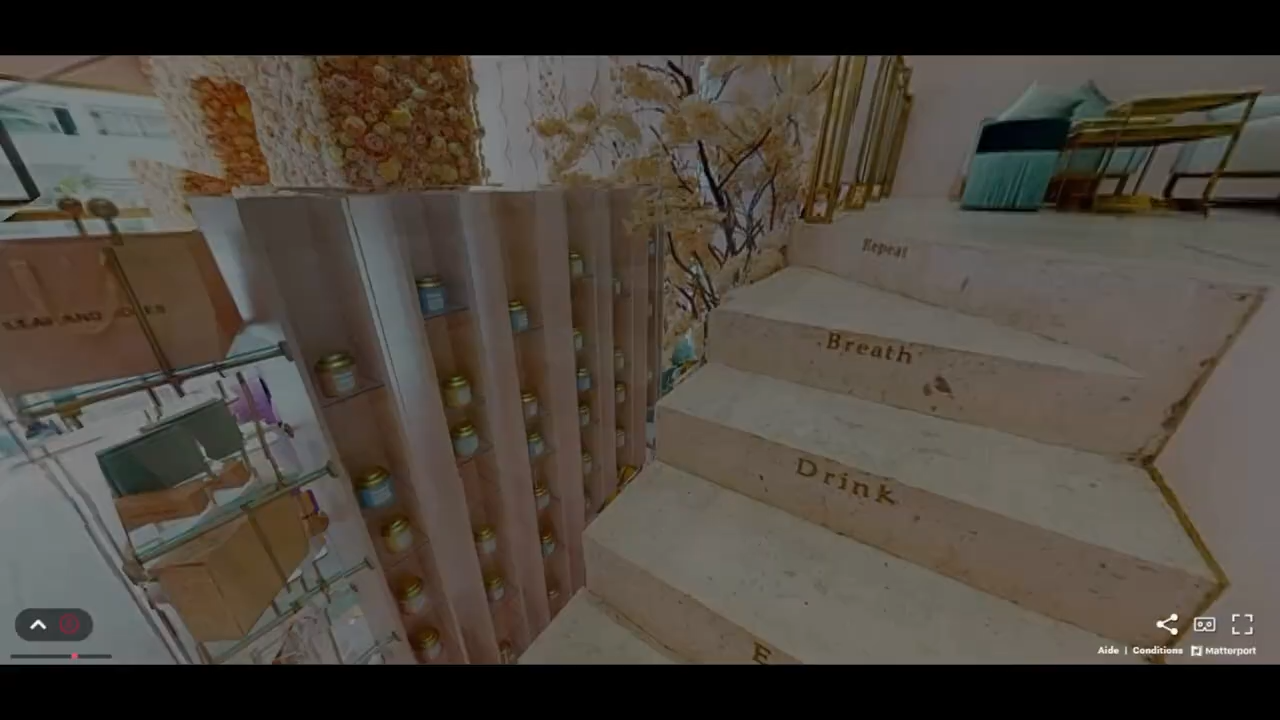 Repeat
Breath
Drink
E
Aide | Conditions Matterport